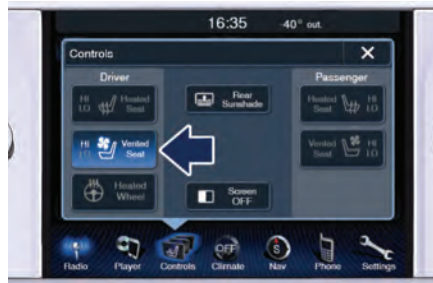 16:35
-40° out.
Controls
X
Driver
Passenger
HI
LO
Heated
Seat
Rear
Sunshade
Heated
Seat
HI
LO
HI
LO
Vented
Seat
Vented
Seat
HI
LO
Heated
Wheel
Screen
OFF
OFF
S
Radio
Player
Controls
Climate
Nav
Phone
Settings